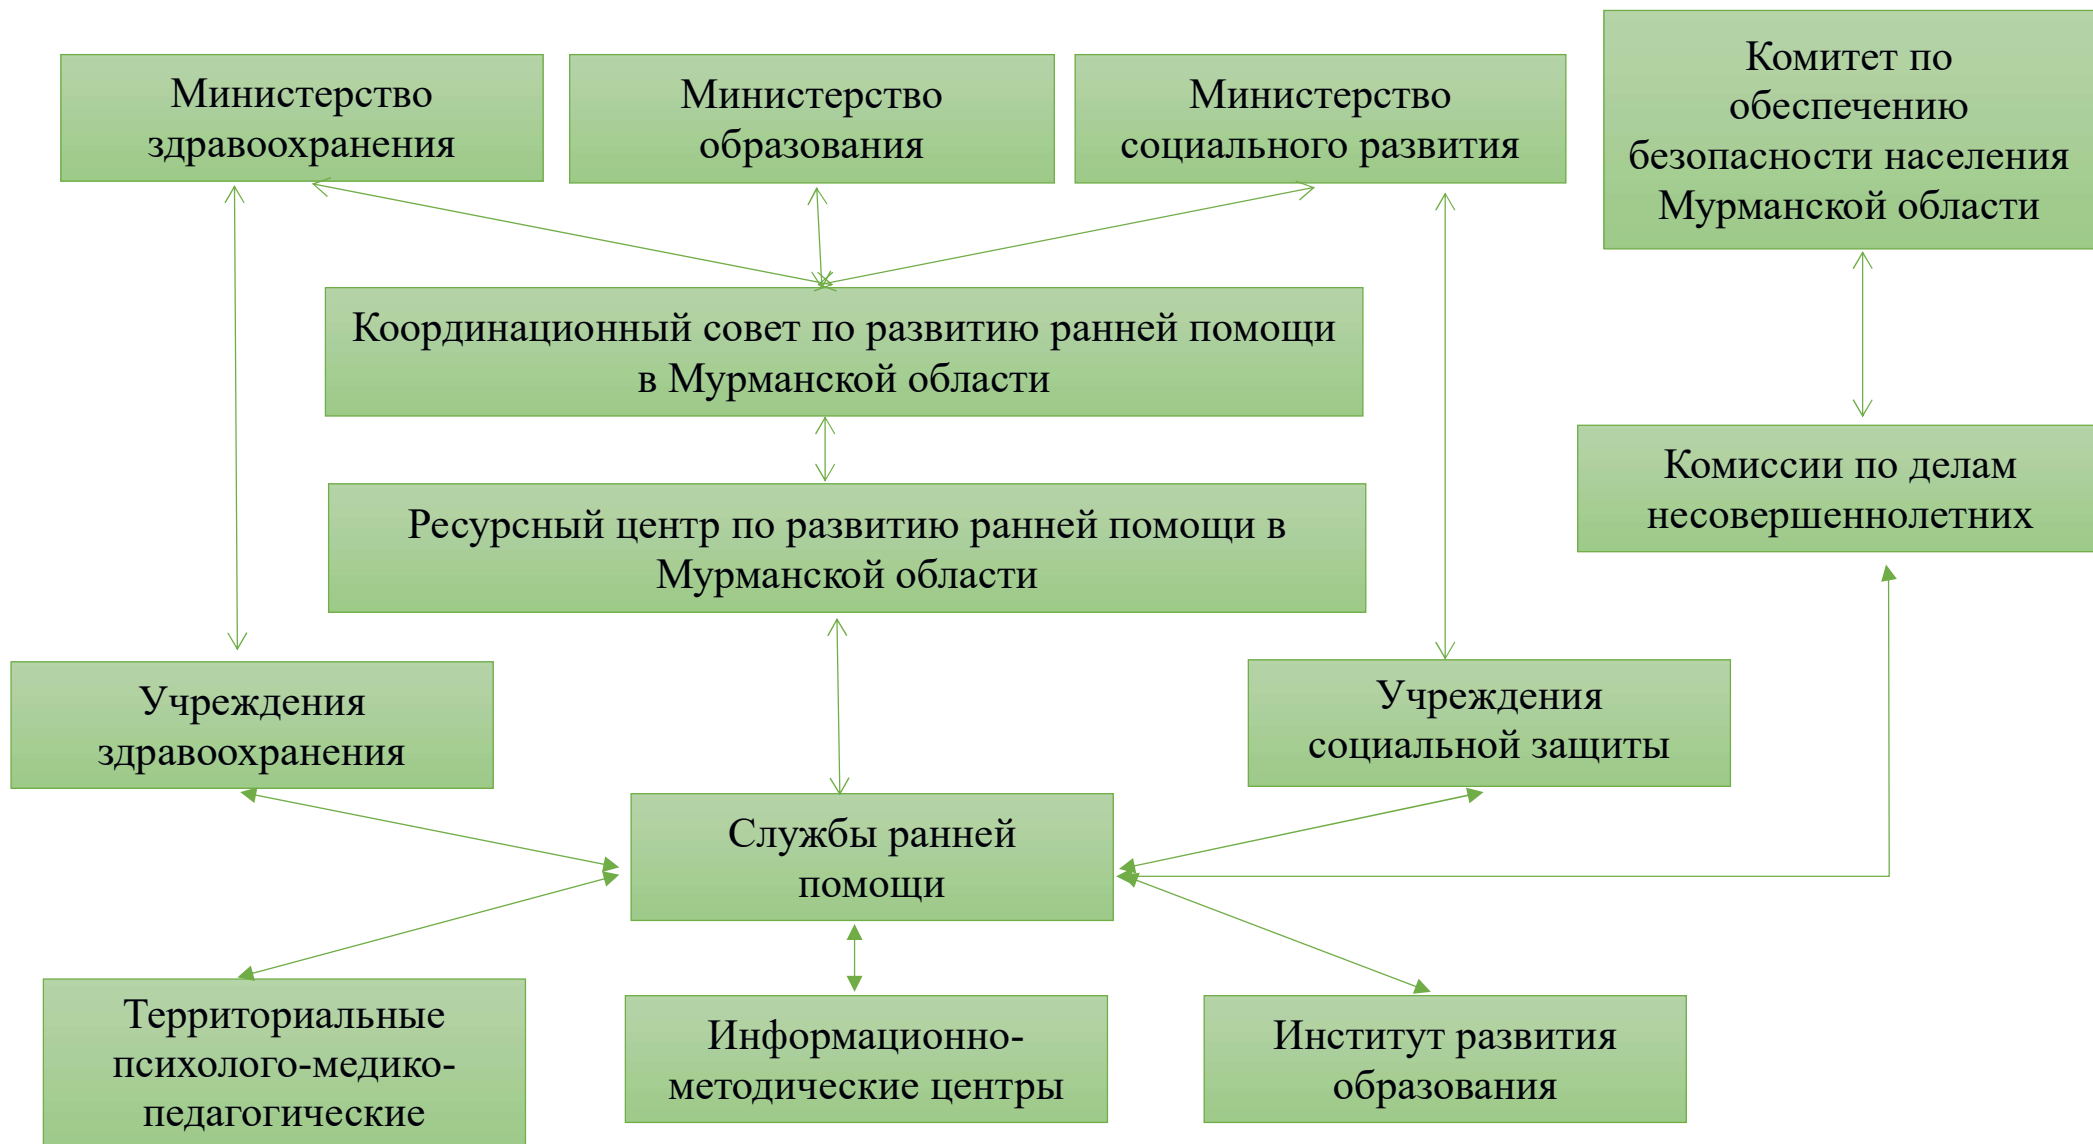 Министерство
здравоохранения
Министерство
образования
Министерство
социального развития
Комитет по
обеспечению
безопасности населения
Мурманской области
Координационный совет по развитию ранней помощи
в Мурманской области
Ресурсный центр по развитию ранней помощи в
Мурманской области
Комиссии по делам
несовершеннолетних
Учреждения
здравоохранения
Учреждения
социальной защиты
Службы ранней
помощи
Территориальные
психолого-медико-
педагогические
Информационно-
методические центры
Институт развития
образования